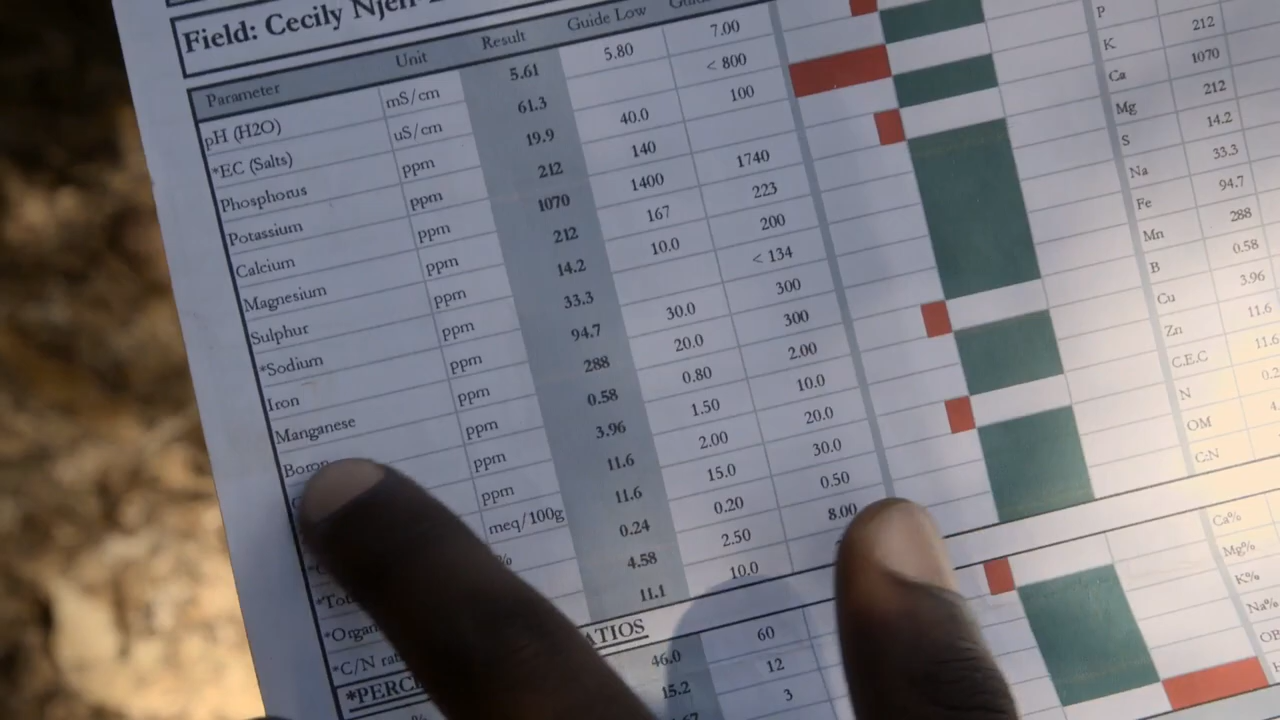 Field: Cecily Njeri
Parameter Unit Result Guide Low
pH (H2O) mS/cm 5.61 5.80 7.00 P
*EC (Salts) uS/cm 61.3 < 800 K 212
Phosphorus ppm 19.9 40.0 100 Ca 1070
Potassium ppm 212 140 Mg 212
Calcium ppm 1070 1400 1740 S 14.2
Magnesium ppm 212 167 223 Na 33.3
Sulphur ppm 14.2 10.0 200 Fe 94.7
*Sodium ppm 33.3 < 134 Mn 288
Iron ppm 94.7 30.0 300 B 0.58
Manganese ppm 288 20.0 300 Cu 3.96
Boron ppm 0.58 0.80 2.00 Zn 11.6
ppm 3.96 1.50 10.0 C.E.C 11.6
ppm 11.6 2.00 20.0 N 0.2
meq/100g 11.6 15.0 30.0 OM
% 0.24 0.20 0.50 C:N
4.58 2.50 8.00
*C/N 11.1 10.0
ATIOS
46.0 60 Ca%
15.2 12 Mg%
3 K%
Na%